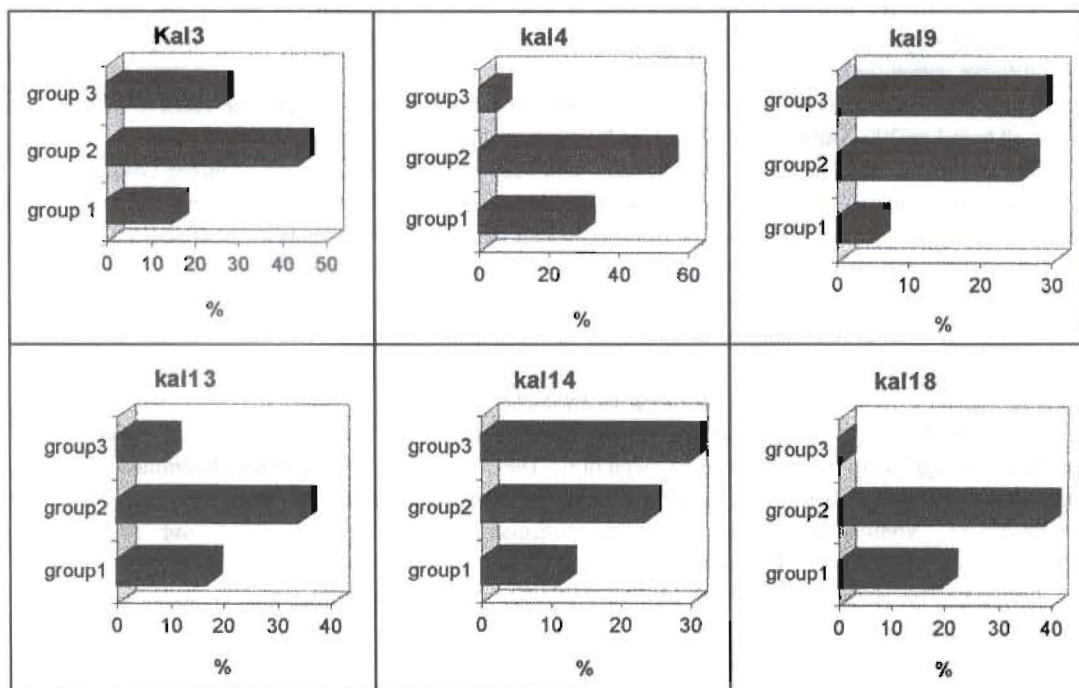 Kal3
group 3
group 2
group 1
0 10 20 30 40 50
%
kal4
group3
group2
group1
0 20 40 60
%
kal9
group3
group2
group1
0 10 20 30
%
kal13
group3
group2
group1
0 10 20 30 40
%
kal14
group3
group2
group1
0 10 20 30
%
kal18
group3
group2
group1
0 10 20 30 40
%